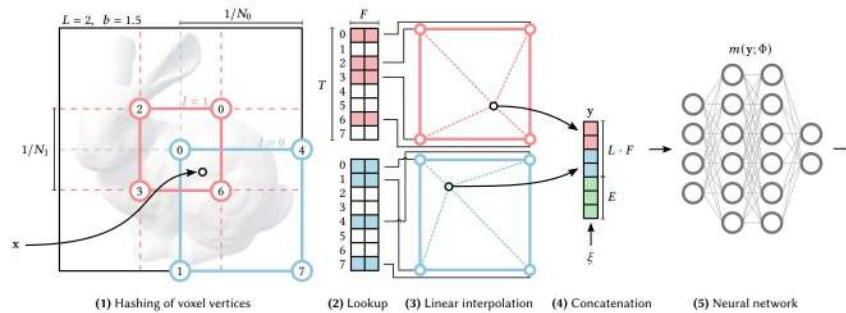 L = 2, b = 1.5
1/N₀
1/N₁
l = 1
l = 0
2
0
0
4
3
6
1
7
x
F
T
0
1
2
3
4
5
6
7
0
1
2
3
4
5
6
7
y
L · F
E
ξ
m(y; Φ)
(1) Hashing of voxel vertices
(2) Lookup
(3) Linear interpolation
(4) Concatenation
(5) Neural network